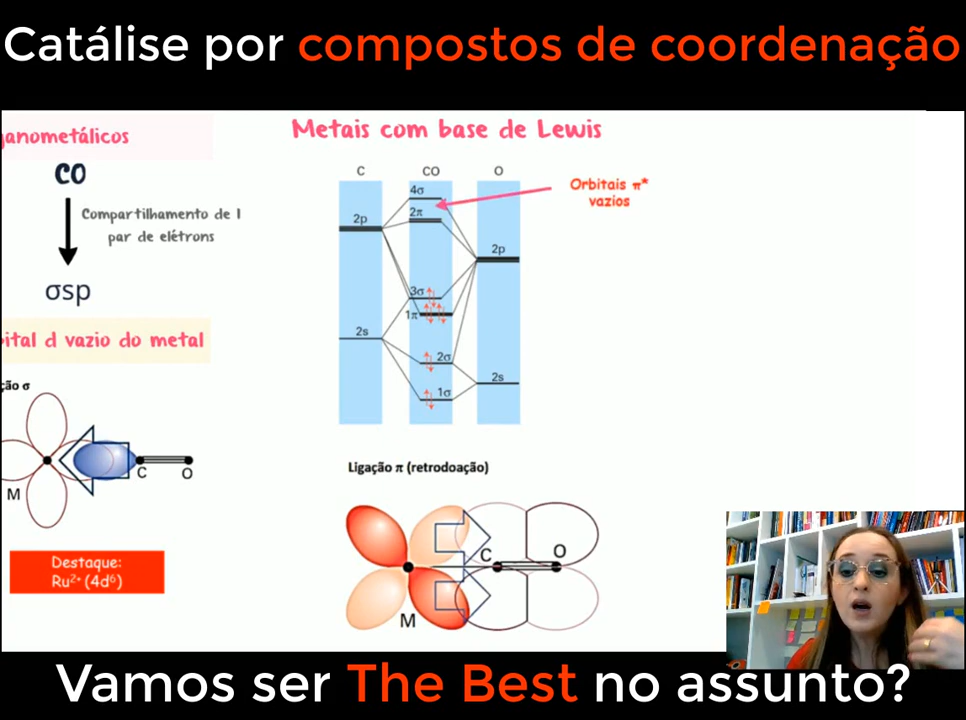 Catálise por compostos de coordenação
ganometálicos
CO
Compartilhamento de 1
par de elétrons
σsp
ital d vazio do metal
ção σ
M
C
O
Destaque:
Ru²⁺ (4d⁶)
Metais com base de Lewis
C
CO
O
4σ
2π
2p
2p
3σ
1π
2s
2σ
2s
1σ
Orbitais π*
vazios
Ligação π (retrodoação)
C
O
M
Vamos ser The Best no assunto?